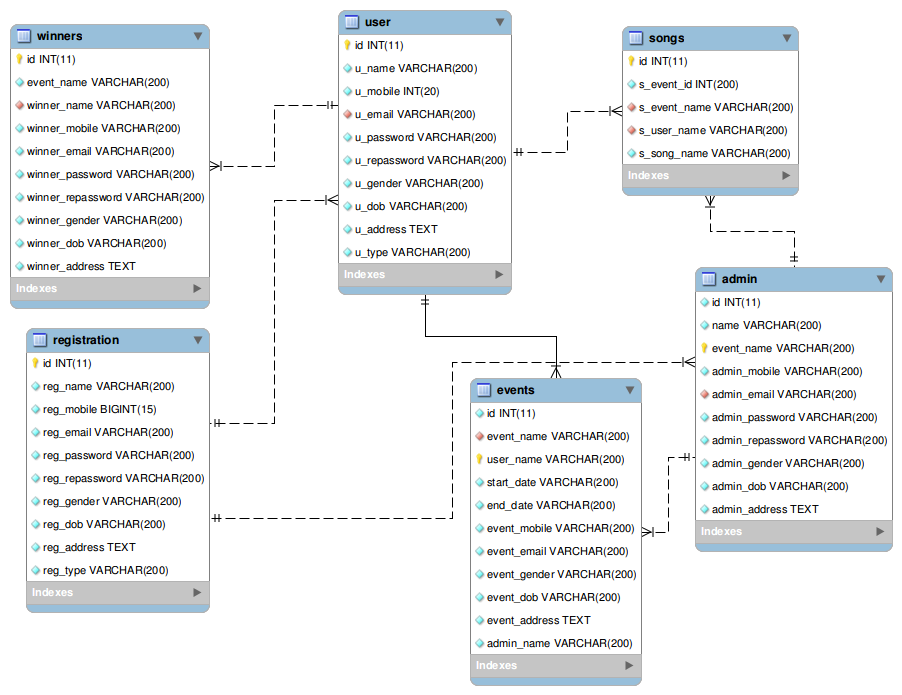 winners
id INT(11)
event_name VARCHAR(200)
winner_name VARCHAR(200)
winner_mobile VARCHAR(200)
winner_email VARCHAR(200)
winner_password VARCHAR(200)
winner_repassword VARCHAR(200)
winner_gender VARCHAR(200)
winner_dob VARCHAR(200)
winner_address TEXT
Indexes
user
id INT(11)
u_name VARCHAR(200)
u_mobile INT(20)
u_email VARCHAR(200)
u_password VARCHAR(200)
u_repassword VARCHAR(200)
u_gender VARCHAR(200)
u_dob VARCHAR(200)
u_address TEXT
u_type VARCHAR(200)
Indexes
songs
id INT(11)
s_event_id INT(200)
s_event_name VARCHAR(200)
s_user_name VARCHAR(200)
s_song_name VARCHAR(200)
Indexes
registration
id INT(11)
reg_name VARCHAR(200)
reg_mobile BIGINT(15)
reg_email VARCHAR(200)
reg_password VARCHAR(200)
reg_repassword VARCHAR(200)
reg_gender VARCHAR(200)
reg_dob VARCHAR(200)
reg_address TEXT
reg_type VARCHAR(200)
Indexes
events
id INT(11)
event_name VARCHAR(200)
user_name VARCHAR(200)
start_date VARCHAR(200)
end_date VARCHAR(200)
event_mobile VARCHAR(200)
event_email VARCHAR(200)
event_gender VARCHAR(200)
event_dob VARCHAR(200)
event_address TEXT
admin_name VARCHAR(200)
Indexes
admin
id INT(11)
name VARCHAR(200)
event_name VARCHAR(200)
admin_mobile VARCHAR(200)
admin_email VARCHAR(200)
admin_password VARCHAR(200)
admin_repassword VARCHAR(200)
admin_gender VARCHAR(200)
admin_dob VARCHAR(200)
admin_address TEXT
Indexes